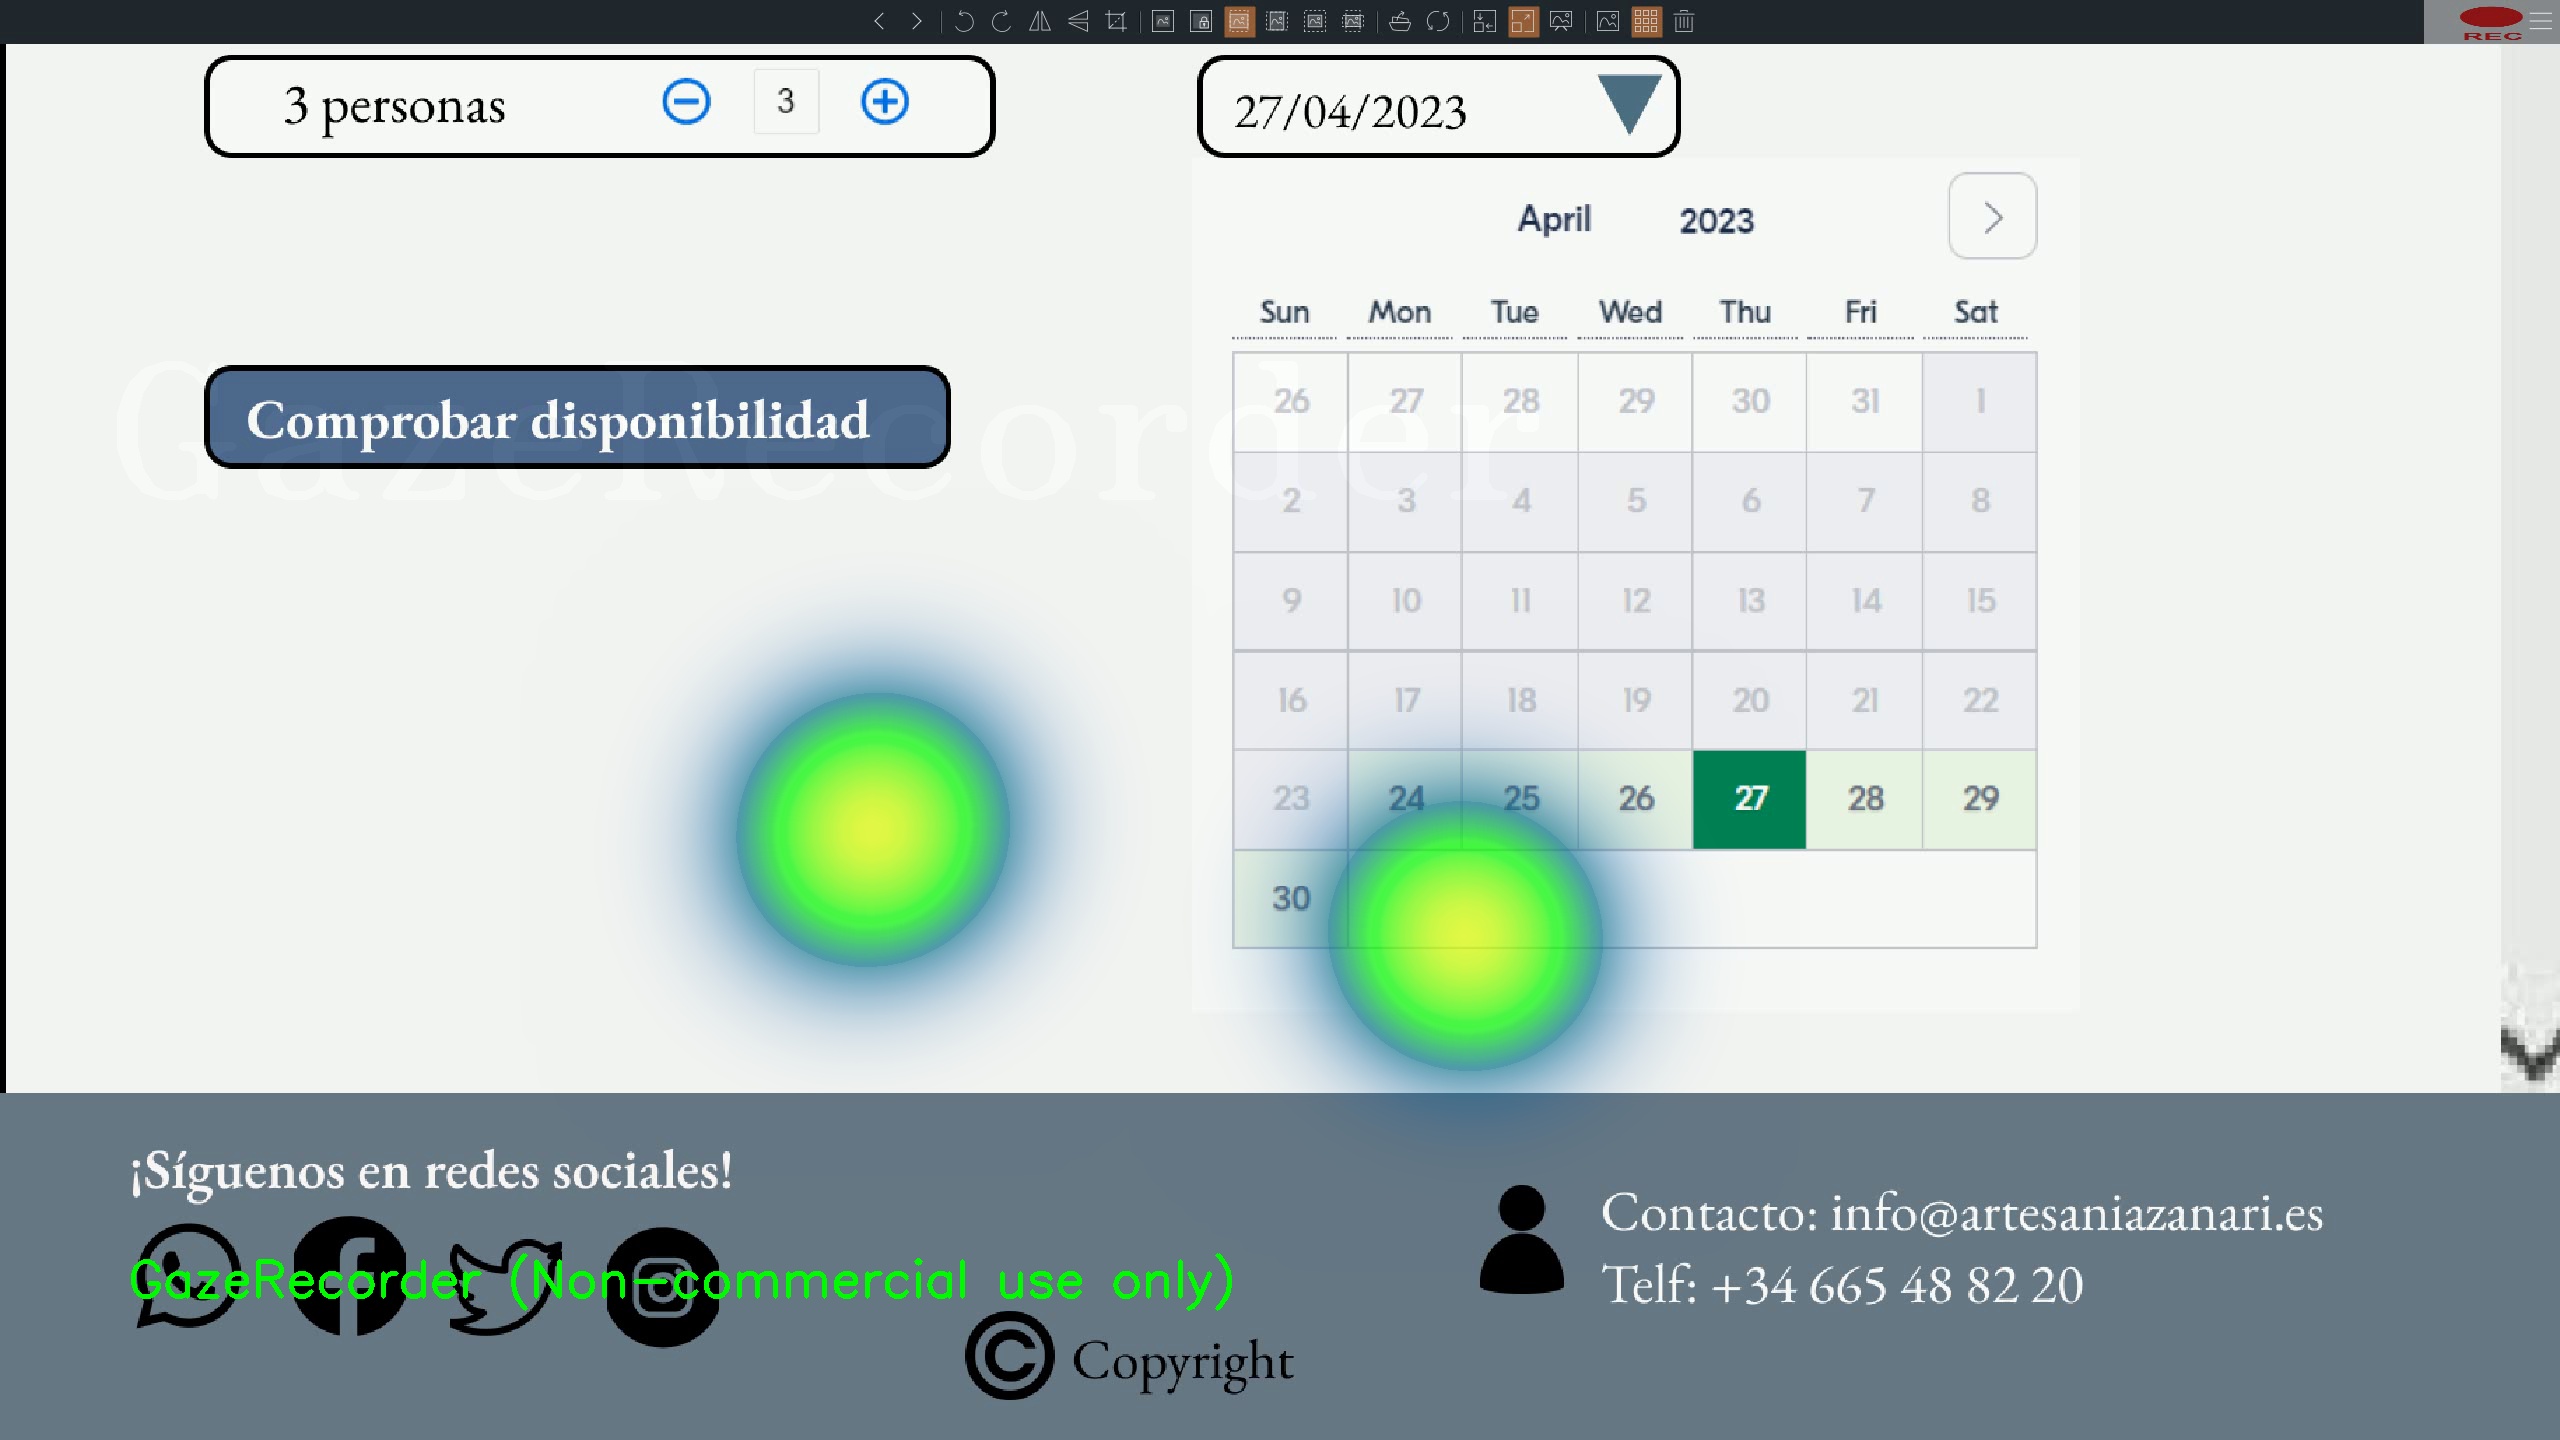 REC
3 personas 3
27/04/2023
April 2023
Sun Mon Tue Wed Thu Fri Sat
26 27 28 29 30 31 1
2 3 4 5 6 7 8
9 10 11 12 13 14 15
16 17 18 19 20 21 22
23 24 25 26 27 28 29
30
Comprobar disponibilidad
GazeRecorder
¡Síguenos en redes sociales!
GazeRecorder (Non-commercial use only)
Contacto: info@artesaniazanari.es
Telf: +34 665 48 82 20
© Copyright